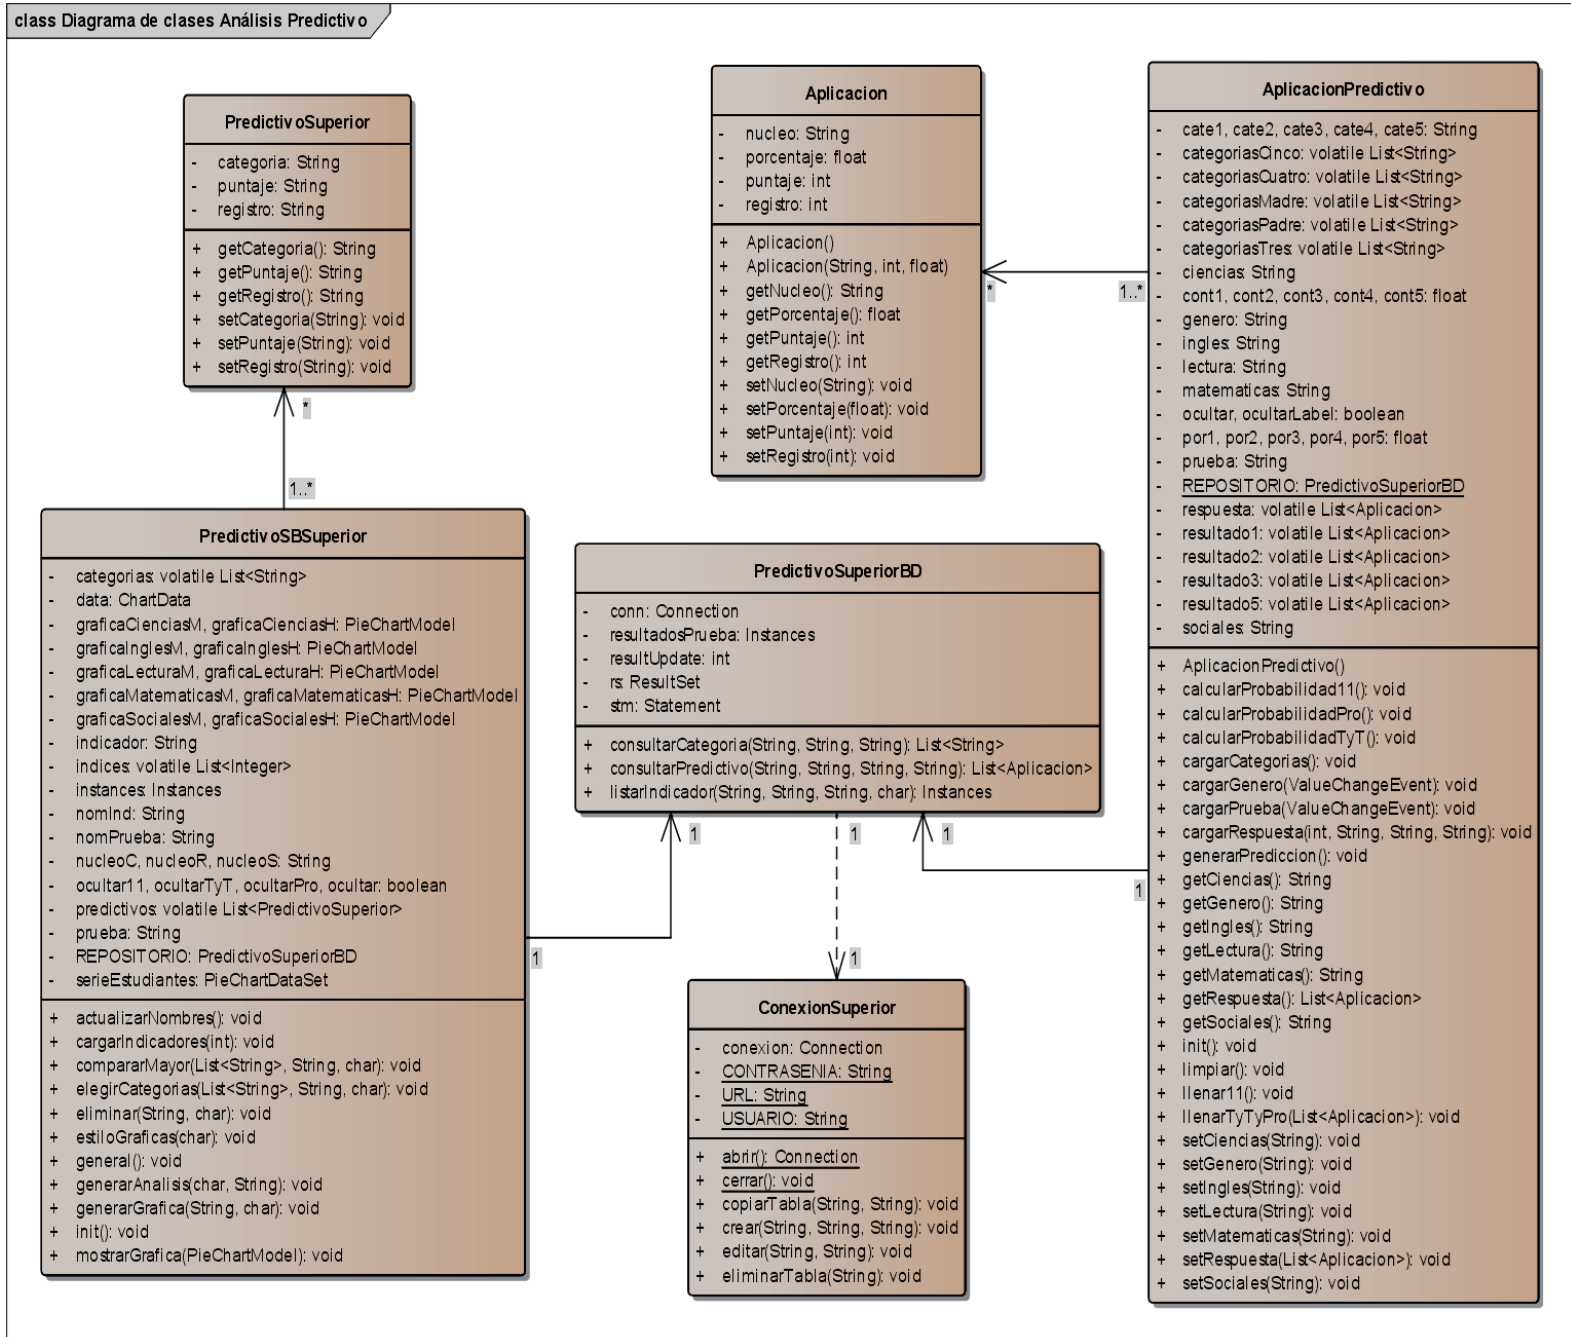 class Diagrama de clases Análisis Predictivo
PredictivoSuperior
- categoria: String
- puntaje: String
- registro: String
+ getCategoria(): String
+ getPuntaje(): String
+ getRegistro(): String
+ setCategoria(String): void
+ setPuntaje(String): void
+ setRegistro(String): void
*
1..*
Aplicacion
- nucleo: String
- porcentaje: float
- puntaje: int
- registro: int
+ Aplicacion()
+ Aplicacion(String, int, float)
+ getNucleo(): String
+ getPorcentaje(): float
+ getPuntaje(): int
+ getRegistro(): int
+ setNucleo(String): void
+ setPorcentaje(float): void
+ setPuntaje(int): void
+ setRegistro(int): void
*
1..*
AplicacionPredictivo
- cate1, cate2, cate3, cate4, cate5: String
- categoriasCinco: volatile List<String>
- categoriasCuatro: volatile List<String>
- categoriasMadre: volatile List<String>
- categoriasPadre: volatile List<String>
- categoriasTres: volatile List<String>
- ciencias: String
- cont1, cont2, cont3, cont4, cont5: float
- genero: String
- ingles: String
- lectura: String
- matematicas: String
- ocultar, ocultarLabel: boolean
- por1, por2, por3, por4, por5: float
- prueba: String
- REPOSITORIO: PredictivoSuperiorBD
- respuesta: volatile List<Aplicacion>
- resultado1: volatile List<Aplicacion>
- resultado2: volatile List<Aplicacion>
- resultado3: volatile List<Aplicacion>
- resultado5: volatile List<Aplicacion>
- sociales: String
+ AplicacionPredictivo()
+ calcularProbabilidad11(): void
+ calcularProbabilidadPro(): void
+ calcularProbabilidadTyT(): void
+ cargarCategorias(): void
+ cargarGenero(ValueChangeEvent): void
+ cargarPrueba(ValueChangeEvent): void
+ cargarRespuesta(int, String, String, String): void
+ generarPrediccion(): void
+ getCiencias(): String
+ getGenero(): String
+ getIngles(): String
+ getLectura(): String
+ getMatematicas(): String
+ getRespuesta(): List<Aplicacion>
+ getSociales(): String
+ init(): void
+ limpiar(): void
+ llenar11(): void
+ llenarTyTyPro(List<Aplicacion>): void
+ setCiencias(String): void
+ setGenero(String): void
+ setIngles(String): void
+ setLectura(String): void
+ setMatematicas(String): void
+ setRespuesta(List<Aplicacion>): void
+ setSociales(String): void
PredictivoSBSuperior
- categorias: volatile List<String>
- data: ChartData
- graficaCienciasM, graficaCienciasH: PieChartModel
- graficaInglesM, graficaInglesH: PieChartModel
- graficaLecturaM, graficaLecturaH: PieChartModel
- graficaMatematicasM, graficaMatematicasH: PieChartModel
- graficaSocialesM, graficaSocialesH: PieChartModel
- indicador: String
- indices: volatile List<Integer>
- instances: Instances
- nomInd: String
- nomPrueba: String
- nucleoC, nucleoR, nucleoS: String
- ocultar11, ocultarTyT, ocultarPro, ocultar: boolean
- predictivos: volatile List<PredictivoSuperior>
- prueba: String
- REPOSITORIO: PredictivoSuperiorBD
- serieEstudiantes: PieChartDataSet
+ actualizarNombres(): void
+ cargarIndicadores(int): void
+ compararMayor(List<String>, String, char): void
+ elegirCategorias(List<String>, String, char): void
+ eliminar(String, char): void
+ estiloGraficas(char): void
+ general(): void
+ generarAnalisis(char, String): void
+ generarGrafica(String, char): void
+ init(): void
+ mostrarGrafica(PieChartModel): void
PredictivoSuperiorBD
- conn: Connection
- resultadosPrueba: Instances
- resultUpdate: int
- rs: ResultSet
- stm: Statement
+ consultarCategoria(String, String, String): List<String>
+ consultarPredictivo(String, String, String, String): List<Aplicacion>
+ listarIndicador(String, String, String, char): Instances
1
1
1
1
1
1
ConexionSuperior
- conexion: Connection
- CONTRASENIA: String
- URL: String
- USUARIO: String
+ abrir(): Connection
+ cerrar(): void
+ copiarTabla(String, String): void
+ crear(String, String, String): void
+ editar(String, String): void
+ eliminarTabla(String): void